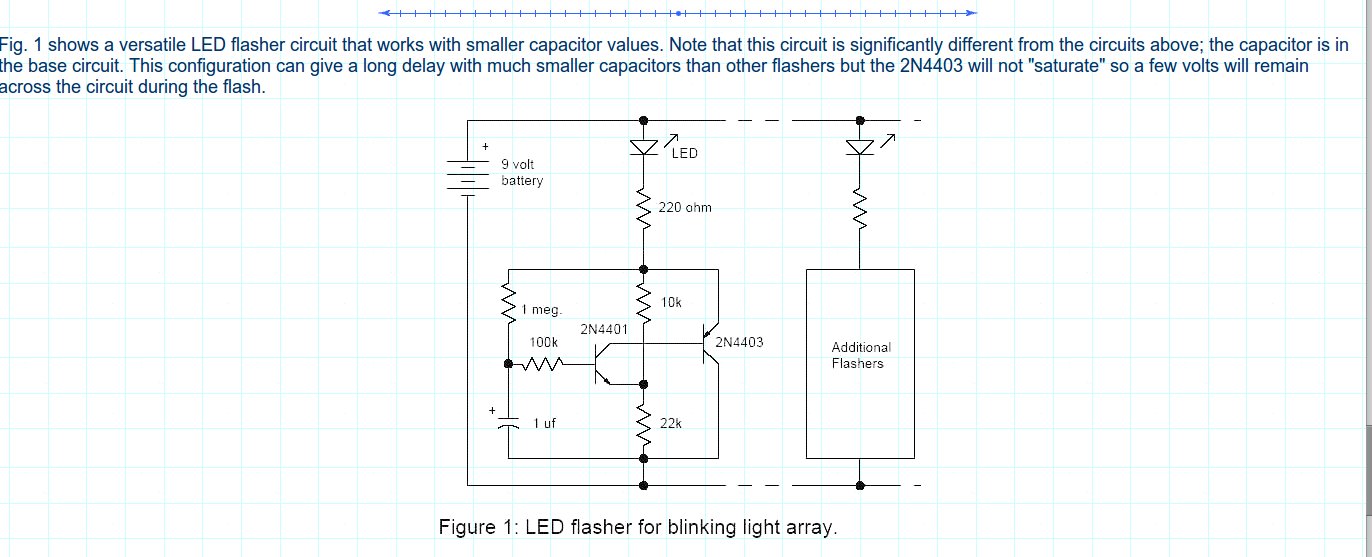 Fig. 1 shows a versatile LED flasher circuit that works with smaller capacitor values. Note that this circuit is significantly different from the circuits above; the capacitor is in
the base circuit. This configuration can give a long delay with much smaller capacitors than other flashers but the 2N4403 will not "saturate" so a few volts will remain
across the circuit during the flash.
+
LED
9 volt
battery
220 ohm
1 meg.
10k
2N4401
100k
2N4403
Additional
Flashers
+
1 uf
22k
Figure 1: LED flasher for blinking light array.